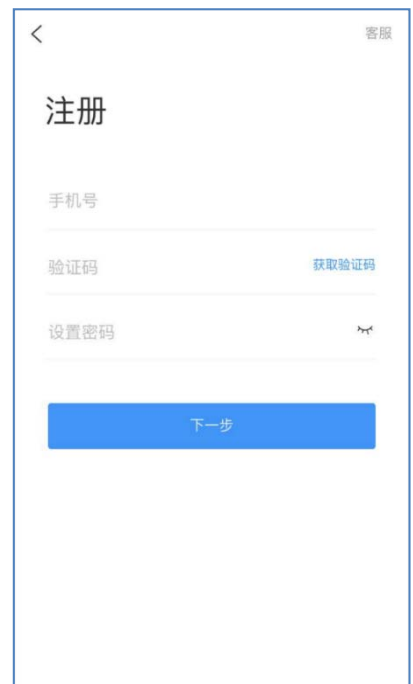 客服
注册
手机号
验证码 获取验证码
设置密码
下一步